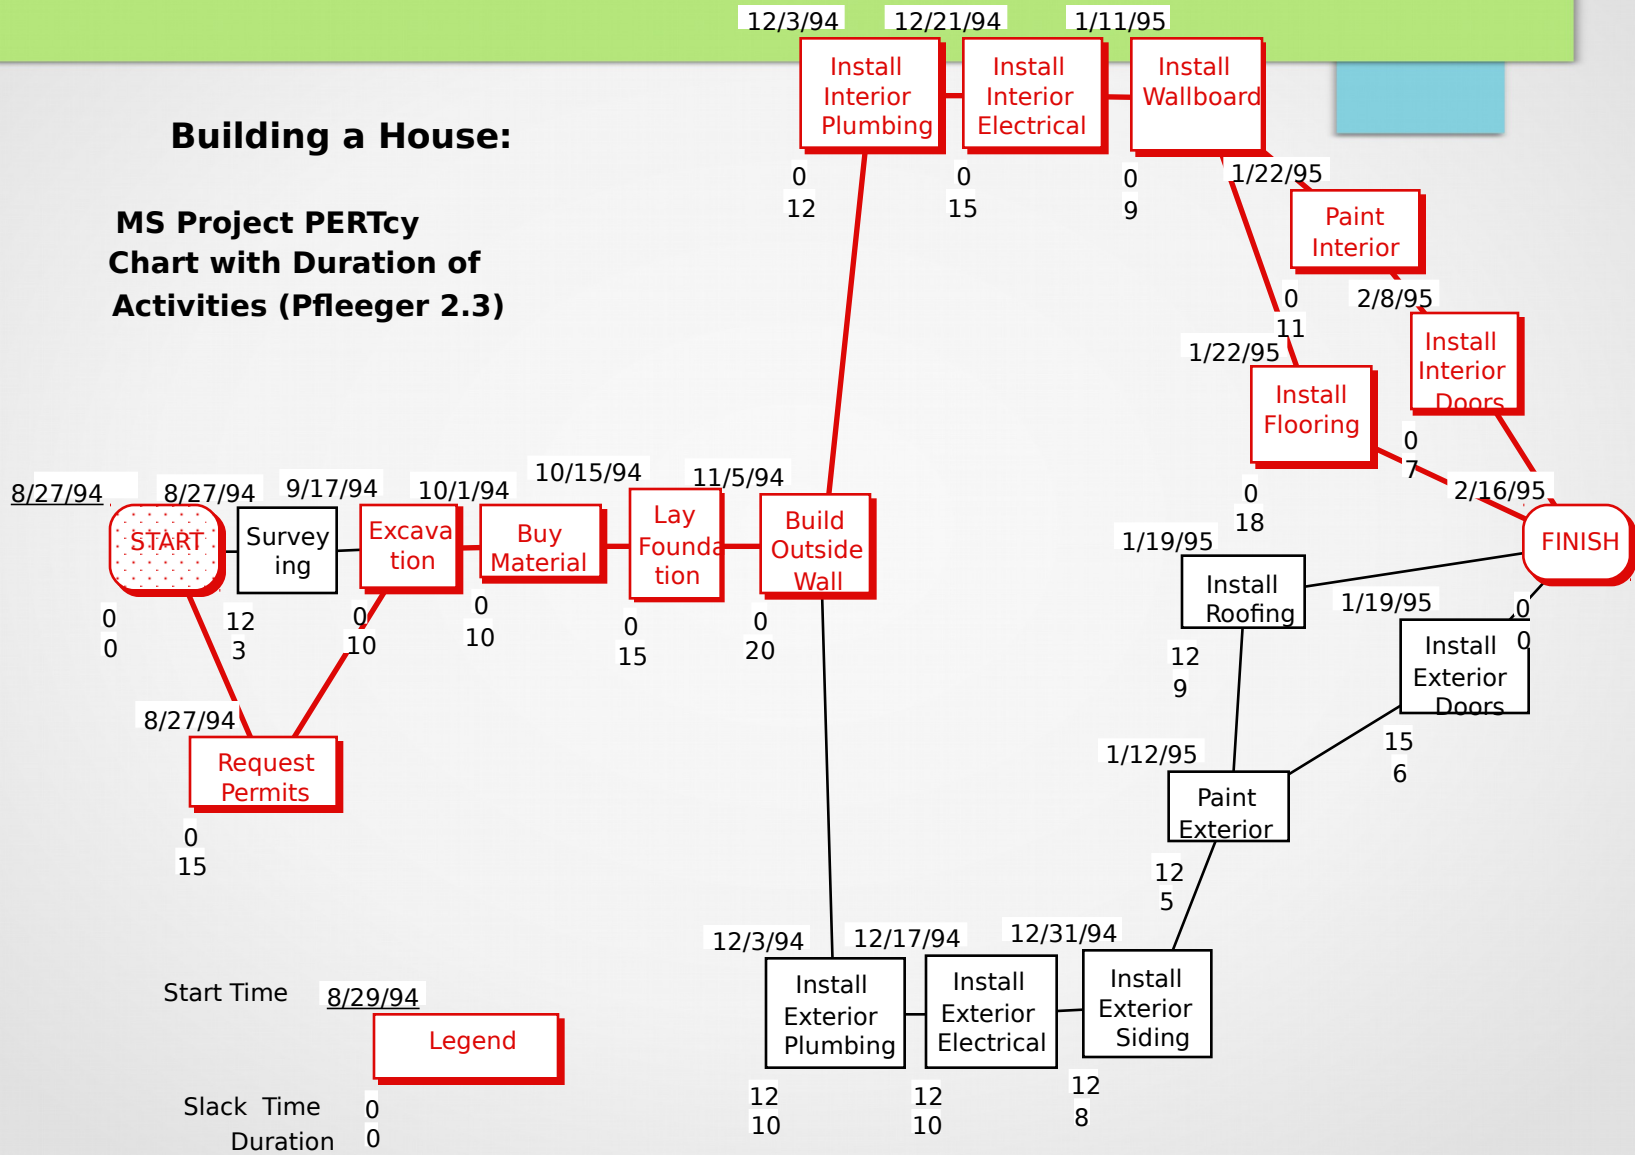 12/3/94
12/21/94
1/11/95
Install
Interior
Plumbing
Install
Interior
Electrical
Install
Wallboard
Building a House:
0
12
0
15
0
9
1/22/95
MS Project PERTcy
Chart with Duration of
Activities (Pfleeger 2.3)
Paint
Interior
0
11
2/8/95
1/22/95
Install
Interior
Doors
Install
Flooring
0
7
0
18
2/16/95
8/27/94
8/27/94
9/17/94
10/1/94
10/15/94
11/5/94
START
Survey
ing
Excava
tion
Buy
Material
Lay
Founda
tion
Build
Outside
Wall
FINISH
0
0
12
3
0
10
0
10
0
15
0
20
1/19/95
Install
Roofing
1/19/95
0
0
12
9
Install
Exterior
Doors
15
6
8/27/94
Request
Permits
0
15
1/12/95
Paint
Exterior
12
5
12/3/94
12/17/94
12/31/94
Install
Exterior
Plumbing
Install
Exterior
Electrical
Install
Exterior
Siding
12
10
12
10
12
8
Start Time
8/29/94
Legend
Slack Time
0
Duration
0